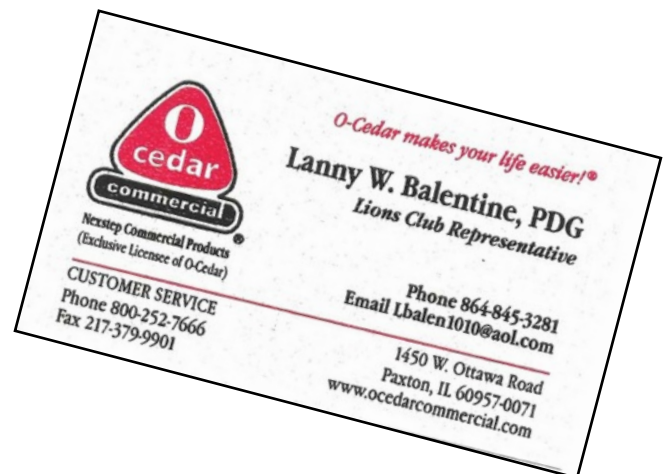 O
cedar
commercial®
Nexstep Commercial Products
(Exclusive Licensee of O-Cedar)
O-Cedar makes your life easier!®
Lanny W. Balentine, PDG
Lions Club Representative
Phone 864-845-3281
Email Lbalen1010@aol.com
CUSTOMER SERVICE
Phone 800-252-7666
Fax 217-379-9901
1450 W. Ottawa Road
Paxton, IL 60957-0071
www.ocedarcommercial.com